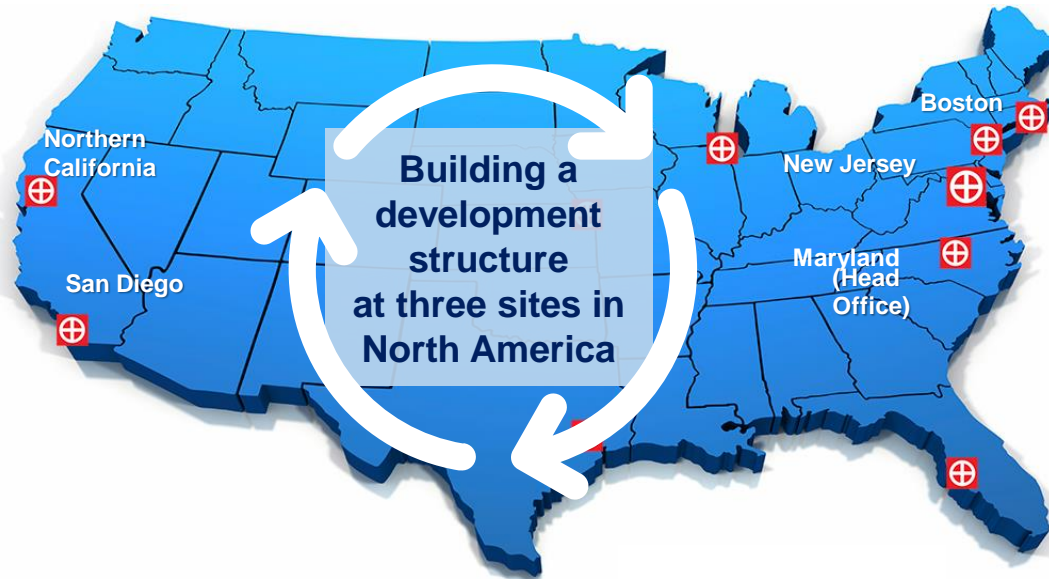 Boston
Northern
California
New Jersey
Building a
development
structure
at three sites in
North America
Maryland
(Head
Office)
San Diego